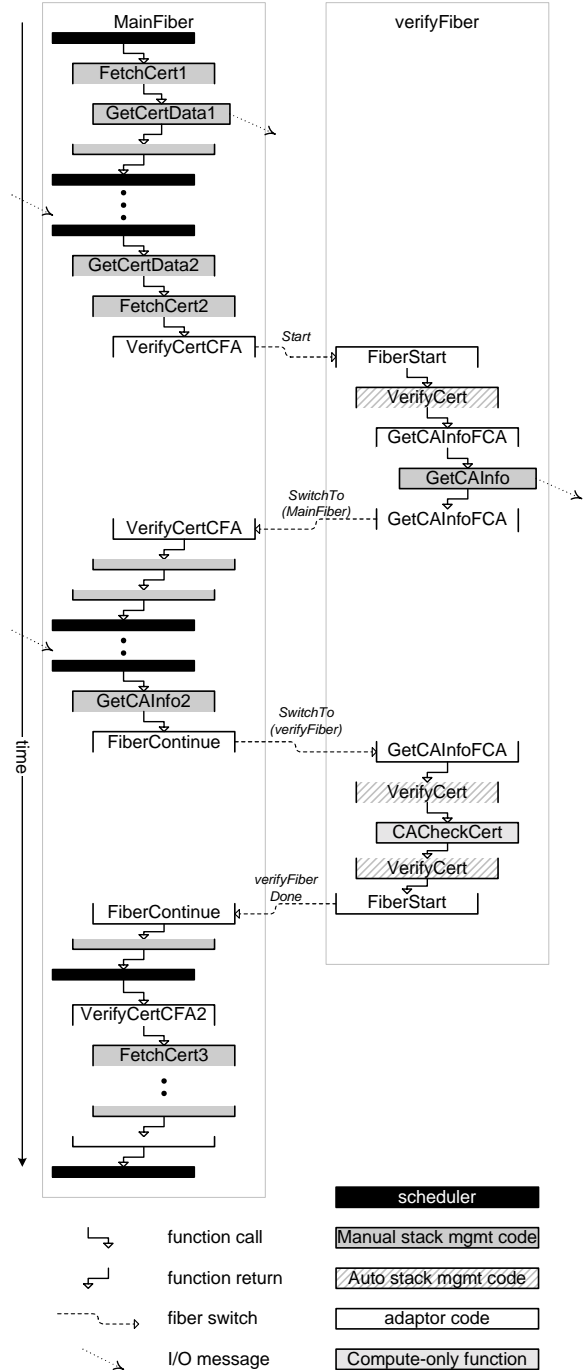 MainFiber
verifyFiber
FetchCert1
GetCertData1
GetCertData2
FetchCert2
VerifyCertCFA
Start
FiberStart
VerifyCert
GetCAInfoFCA
GetCAInfo
SwitchTo
(MainFiber)
VerifyCertCFA
GetCAInfoFCA
GetCAInfo2
FiberContinue
SwitchTo
(verifyFiber)
GetCAInfoFCA
time
VerifyCert
CACheckCert
VerifyCert
verifyFiber
Done
FiberContinue
FiberStart
VerifyCertCFA2
FetchCert3
scheduler
function call
Manual stack mgmt code
function return
Auto stack mgmt code
fiber switch
adaptor code
I/O message
Compute-only function